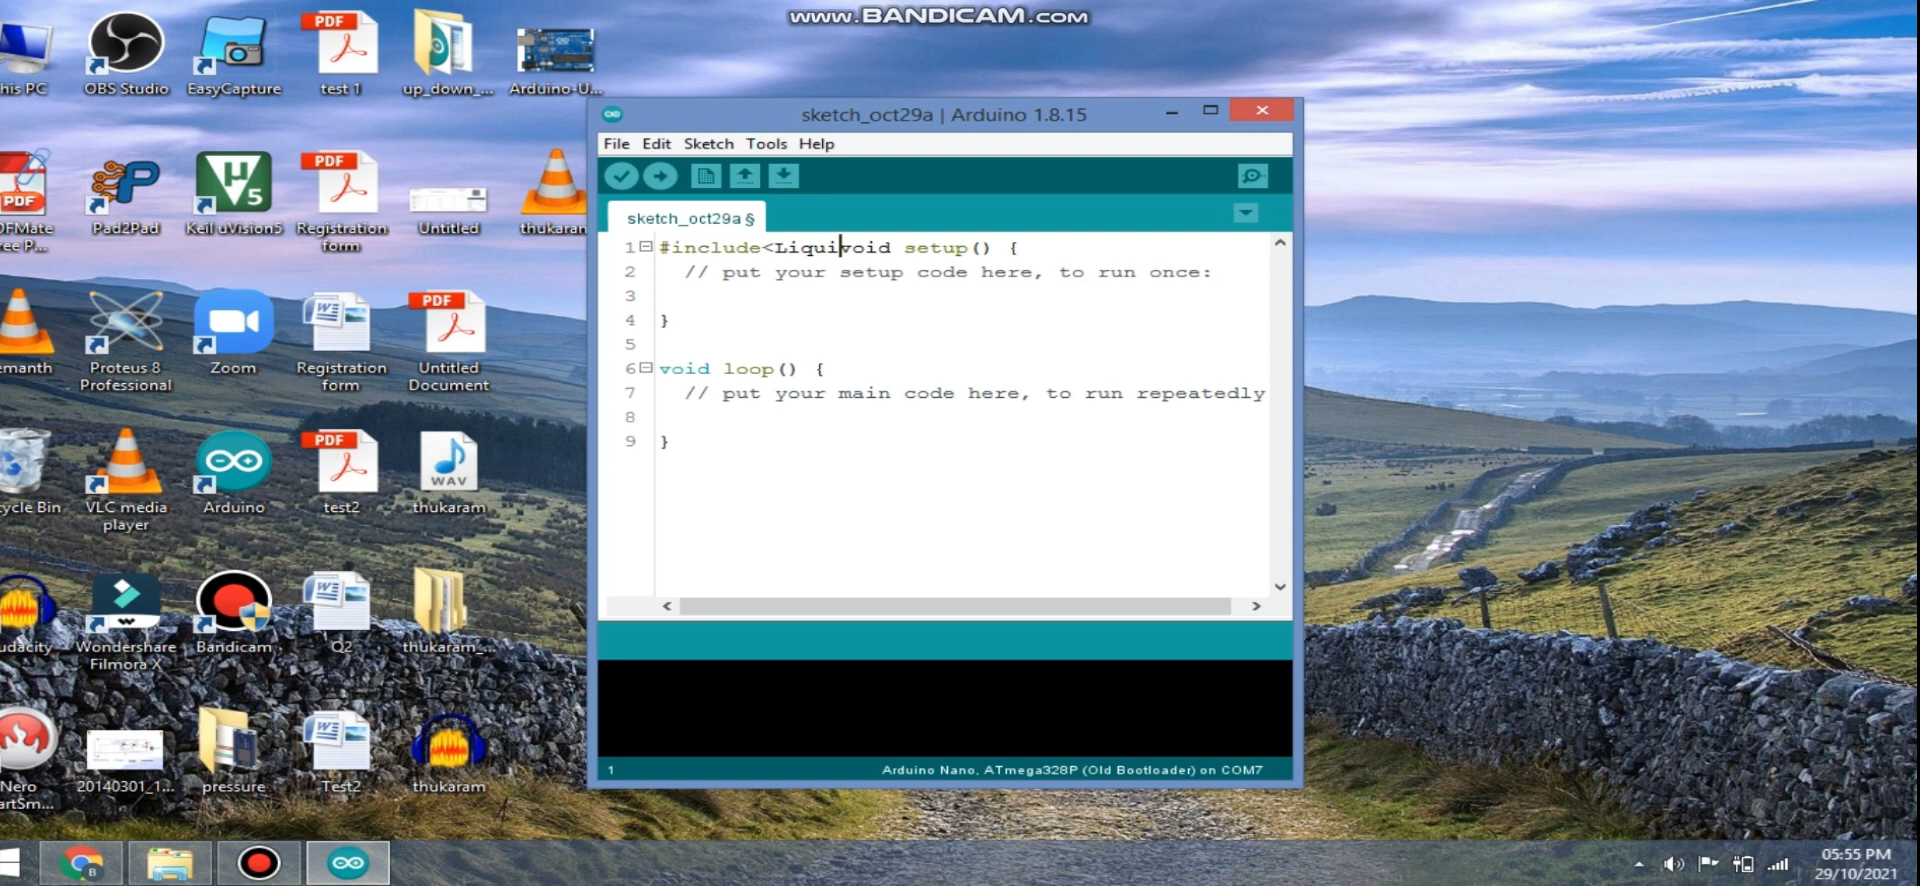 www.BANDICAM.COM
his PC
OBS Studio
EasyCapture
PDF
test 1
up_down_...
Arduino-U...
PDF
DFMate
ree P...
Pad2Pad
µ
V5
Keil uVision5
PDF
Registration
form
Untitled
thukaran
emanth
Proteus 8
Professional
Zoom
W
Registration
form
PDF
Untitled
Document
cycle Bin
VLC media
player
Arduino
PDF
test2
WAV
thukaram
udacity
Wondershare
Filmora X
Bandicam
W
Q2
thukaram_...
Nero
artSm...
20140301_1...
pressure
W
Test2
thukaram
sketch_oct29a | Arduino 1.8.15
File Edit Sketch Tools Help
sketch_oct29a §
1 #include<Liquivoid setup() {
2 // put your setup code here, to run once:
3
4 }
5
6 void loop() {
7 // put your main code here, to run repeatedly
8
9 }
1
Arduino Nano, ATmega328P (Old Bootloader) on COM7
B
05:55 PM
29/10/2021